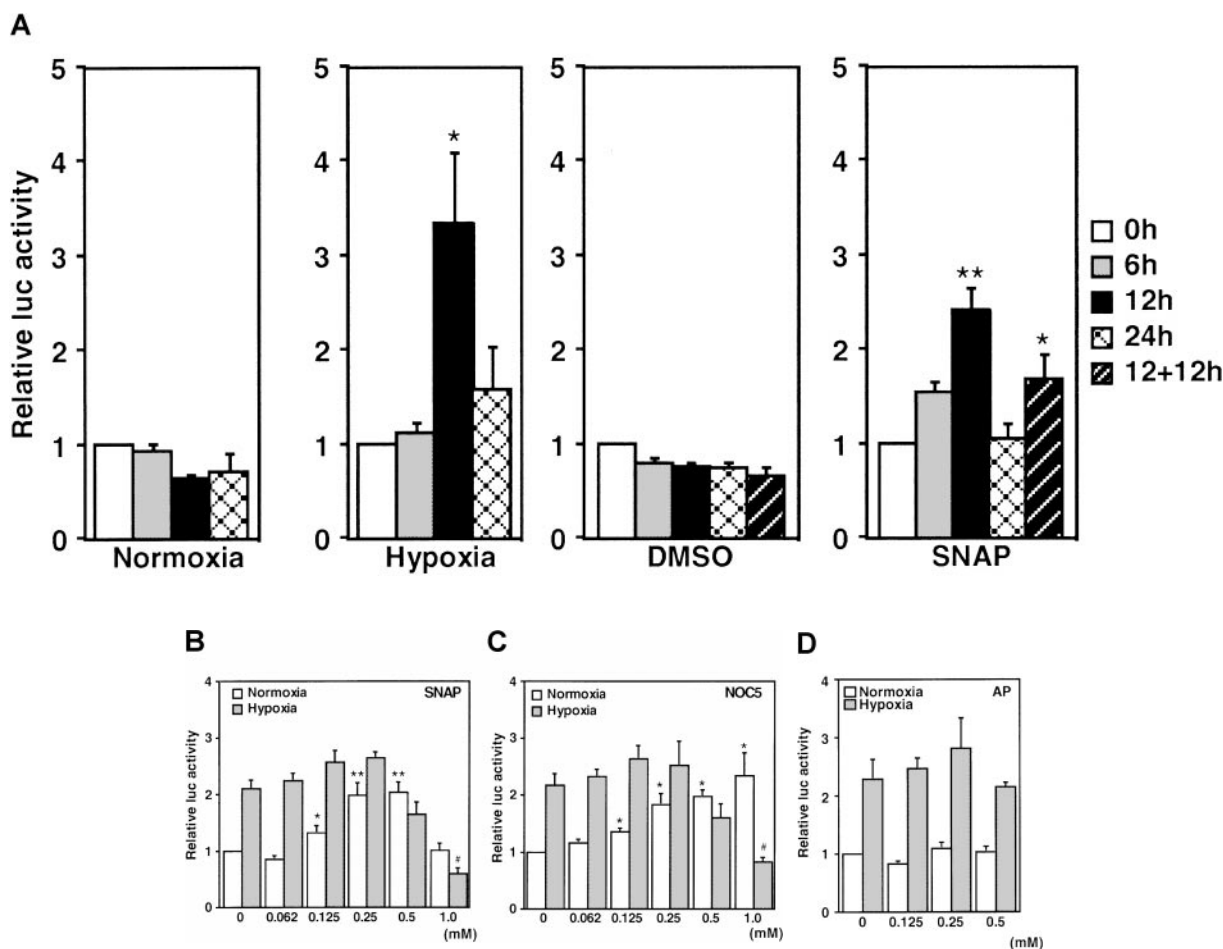 A
Relative luc activity
5
4
3
2
1
0
Normoxia
5
4
3
2
1
0
*
Hypoxia
5
4
3
2
1
0
DMSO
5
4
3
2
1
0
**
*
SNAP
0h
6h
12h
24h
12+12h
B
Relative luc activity
4
3
2
1
0
Normoxia
Hypoxia
SNAP
* ** ** #
0 0.062 0.125 0.25 0.5 1.0
(mM)
C
Relative luc activity
4
3
2
1
0
Normoxia
Hypoxia
NOC5
* * * * #
0 0.062 0.125 0.25 0.5 1.0
(mM)
D
Relative luc activity
4
3
2
1
0
Normoxia
Hypoxia
AP
0 0.125 0.25 0.5
(mM)